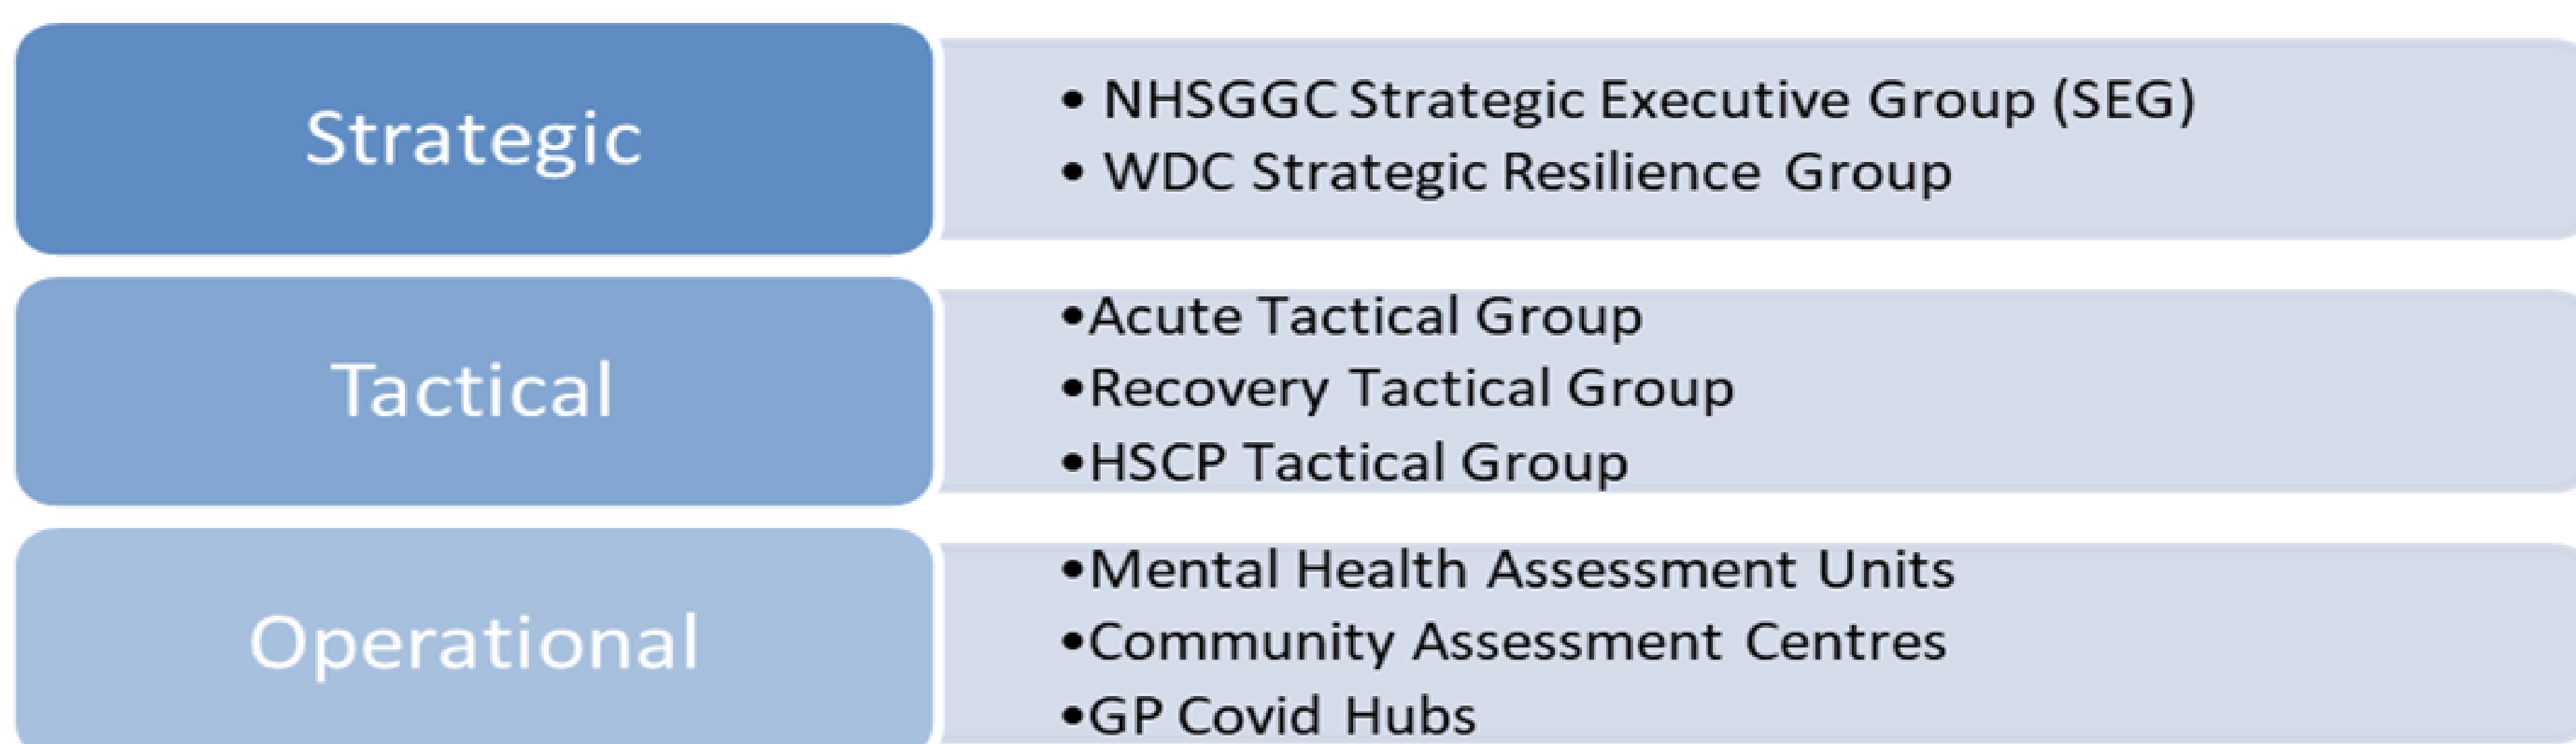 Strategic
• NHSGGC Strategic Executive Group (SEG)
• WDC Strategic Resilience Group
Tactical
•Acute Tactical Group
•Recovery Tactical Group
•HSCP Tactical Group
Operational
•Mental Health Assessment Units
•Community Assessment Centres
•GP Covid Hubs